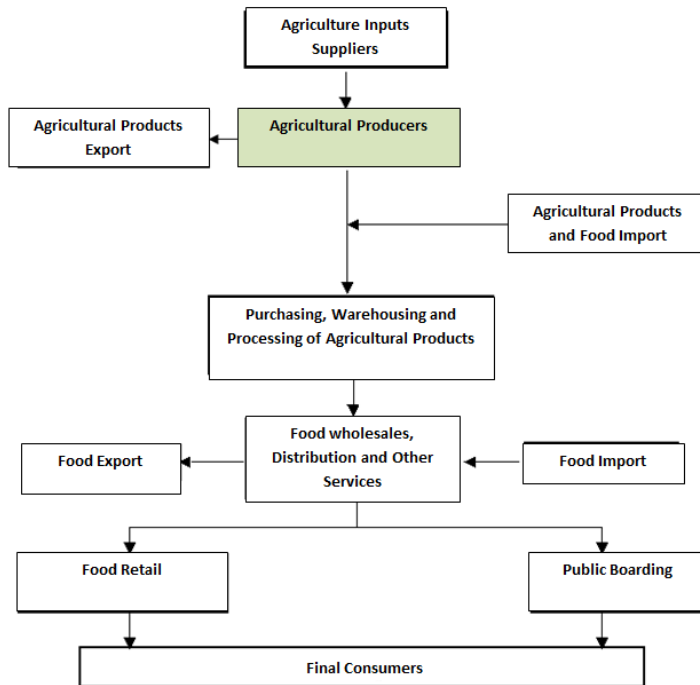 Agriculture Inputs
Suppliers
Agricultural Products
Export
Agricultural Producers
Agricultural Products
and Food Import
Purchasing, Warehousing and
Processing of Agricultural Products
Food Export
Food wholesales,
Distribution and Other
Services
Food Import
Food Retail
Public Boarding
Final Consumers